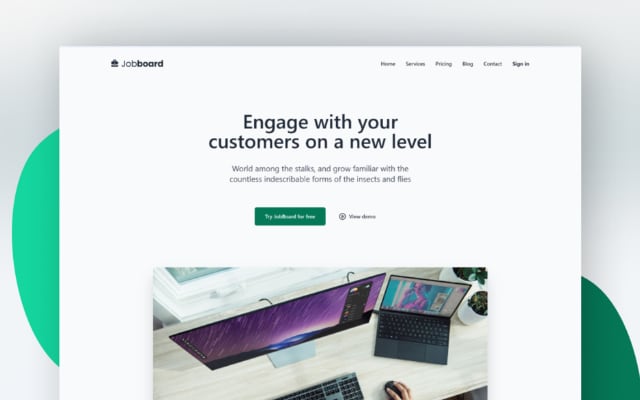 Jobboard
Home Services Pricing Blog Contact Sign in
Engage with your
customers on a new level
World among the stalks, and grow familiar with the
countless indescribable forms of the insects and flies
Try JobBoard for free
View demo